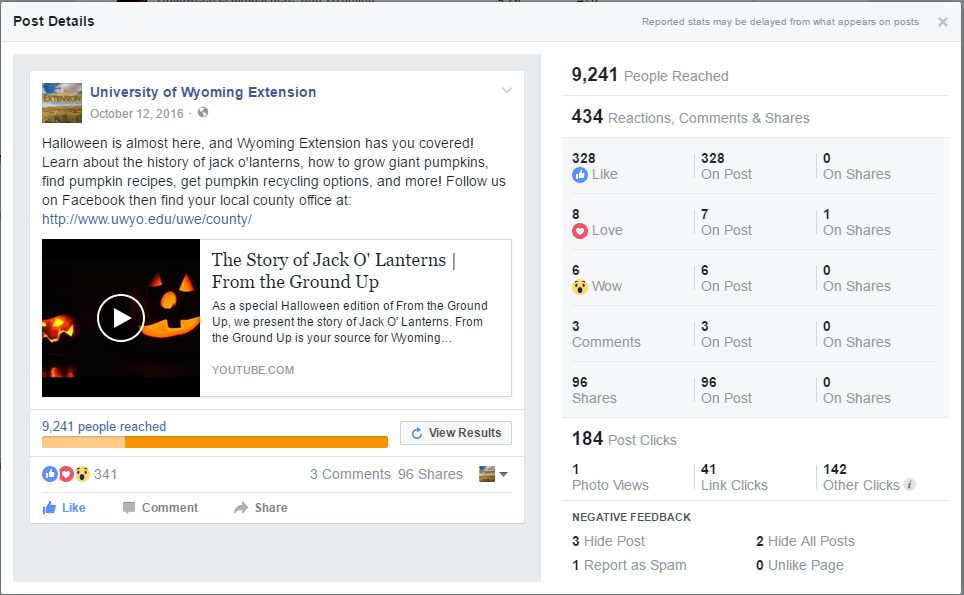 Post Details
Reported stats may be delayed from what appears on posts
University of Wyoming Extension
October 12, 2016 ·
Halloween is almost here, and Wyoming Extension has you covered!
Learn about the history of jack o'lanterns, how to grow giant pumpkins,
find pumpkin recipes, get pumpkin recycling options, and more! Follow us
on Facebook then find your local county office at:
http://www.uwyo.edu/uwe/county/
EXTENSION
The Story of Jack O' Lanterns |
From the Ground Up
As a special Halloween edition of From the Ground
Up, we present the story of Jack O' Lanterns. From
the Ground Up is your source for Wyoming...
YOUTUBE.COM
9,241 people reached
View Results
341
3 Comments 96 Shares
Like
Comment
Share
9,241 People Reached
434 Reactions, Comments & Shares
328
Like
328
On Post
0
On Shares
8
Love
7
On Post
1
On Shares
6
Wow
6
On Post
0
On Shares
3
Comments
3
On Post
0
On Shares
96
Shares
96
On Post
0
On Shares
184 Post Clicks
1
Photo Views
41
Link Clicks
142
Other Clicks
NEGATIVE FEEDBACK
3 Hide Post
2 Hide All Posts
1 Report as Spam
0 Unlike Page